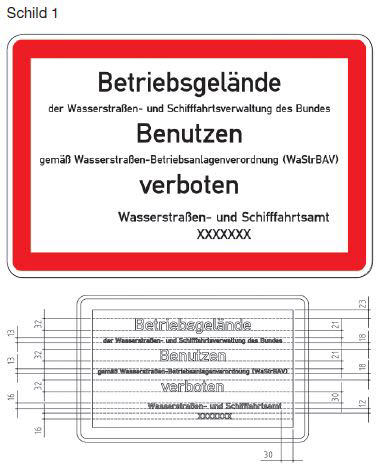 Schild 1
Betriebsgelände
der Wasserstraßen- und Schifffahrtsverwaltung des Bundes
Benutzen
gemäß Wasserstraßen-Betriebsanlagenverordnung (WaStrBAV)
verboten
Wasserstraßen- und Schifffahrtsamt
XXXXXXX
23
32
Betriebsgelände
21
13
der Wasserstraßen- und Schifffahrtsverwaltung des Bundes
18
32
Benutzen
21
13
gemäß Wasserstraßen-Betriebsanlagenverordnung (WaStrBAV)
18
32
verboten
30
16
Wasserstraßen- und Schifffahrtsamt
12
XXXXXXX
16
30